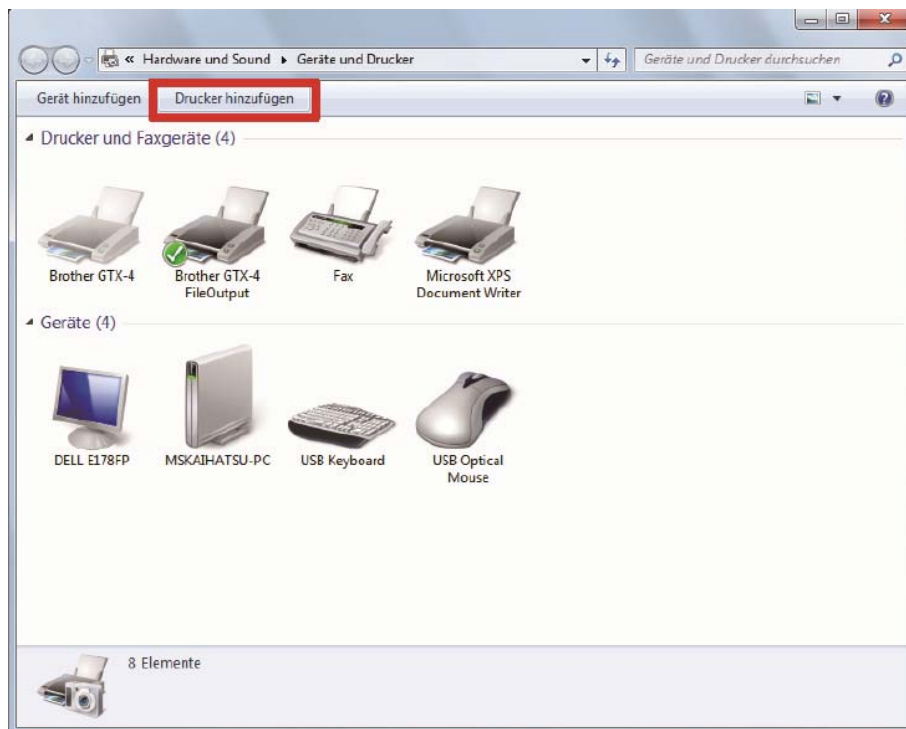 « Hardware und Sound ▸ Geräte und Drucker
Geräte und Drucker durchsuchen
Gerät hinzufügen
Drucker hinzufügen
Drucker und Faxgeräte (4)
Brother GTX-4
Brother GTX-4
FileOutput
Fax
Microsoft XPS
Document Writer
Geräte (4)
DELL E178FP
MSKAIHATSU-PC
USB Keyboard
USB Optical
Mouse
8 Elemente